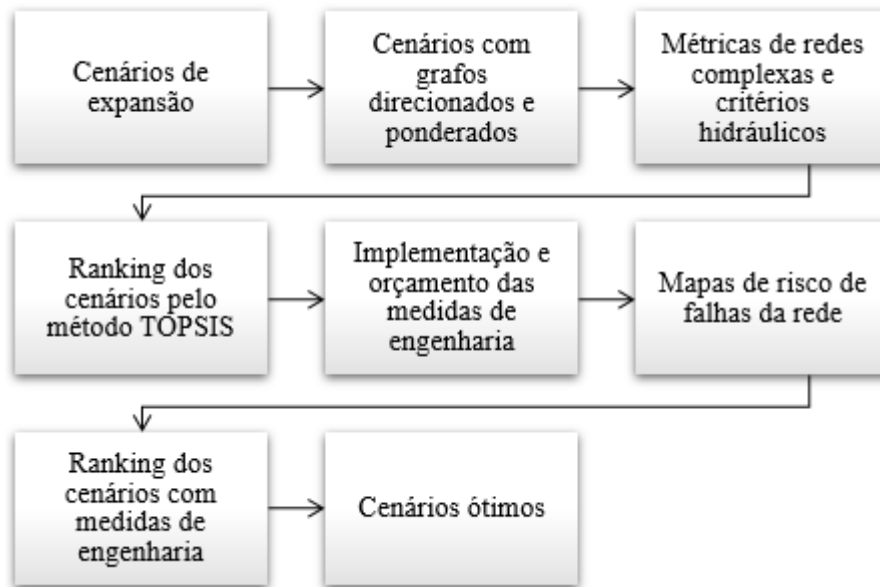 Cenários de
expansão
Cenários com
grafos
direcionados e
ponderados
Métricas de redes
complexas e
critérios
hidráulicos
Ranking dos
cenários pelo
método TOPSIS
Implementação e
orçamento das
medidas de
engenharia
Mapas de risco de
falhas da rede
Ranking dos
cenários com
medidas de
engenharia
Cenários ótimos